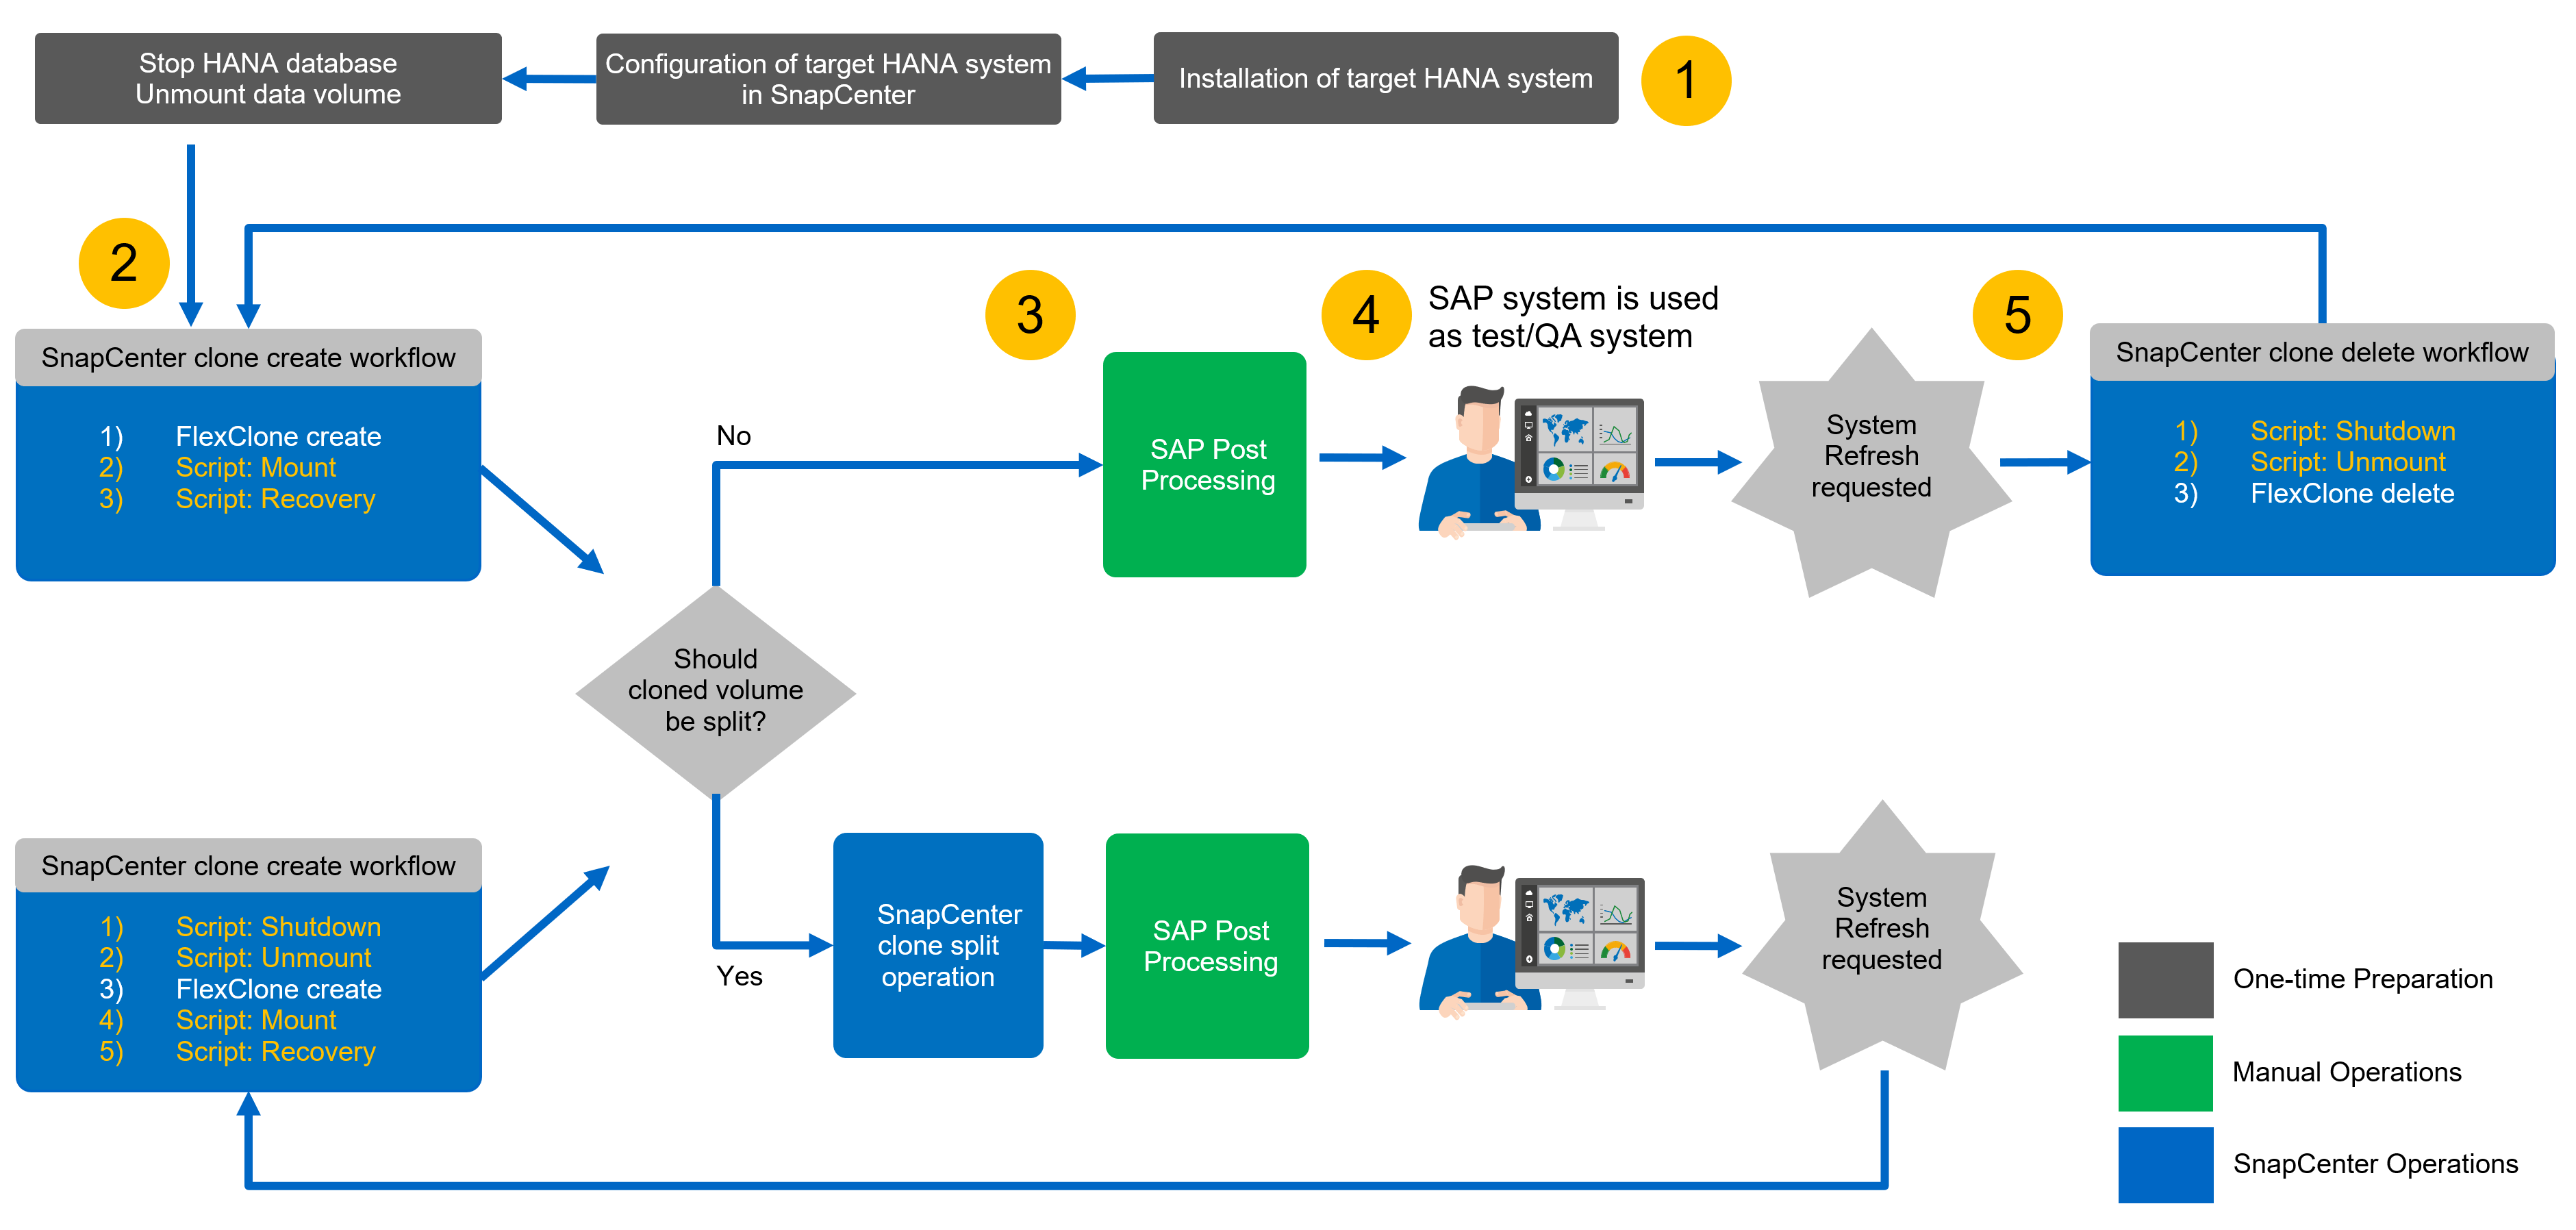 Stop HANA database
Unmount data volume
Configuration of target HANA system
in SnapCenter
Installation of target HANA system
1
2
3
4
SAP system is used
as test/QA system
5
SnapCenter clone create workflow
1) FlexClone create
2) Script: Mount
3) Script: Recovery
No
SAP Post
Processing
System
Refresh
requested
SnapCenter clone delete workflow
1) Script: Shutdown
2) Script: Unmount
3) FlexClone delete
Should
cloned volume
be split?
SnapCenter clone create workflow
1) Script: Shutdown
2) Script: Unmount
3) FlexClone create
4) Script: Mount
5) Script: Recovery
Yes
SnapCenter
clone split
operation
SAP Post
Processing
System
Refresh
requested
One-time Preparation
Manual Operations
SnapCenter Operations